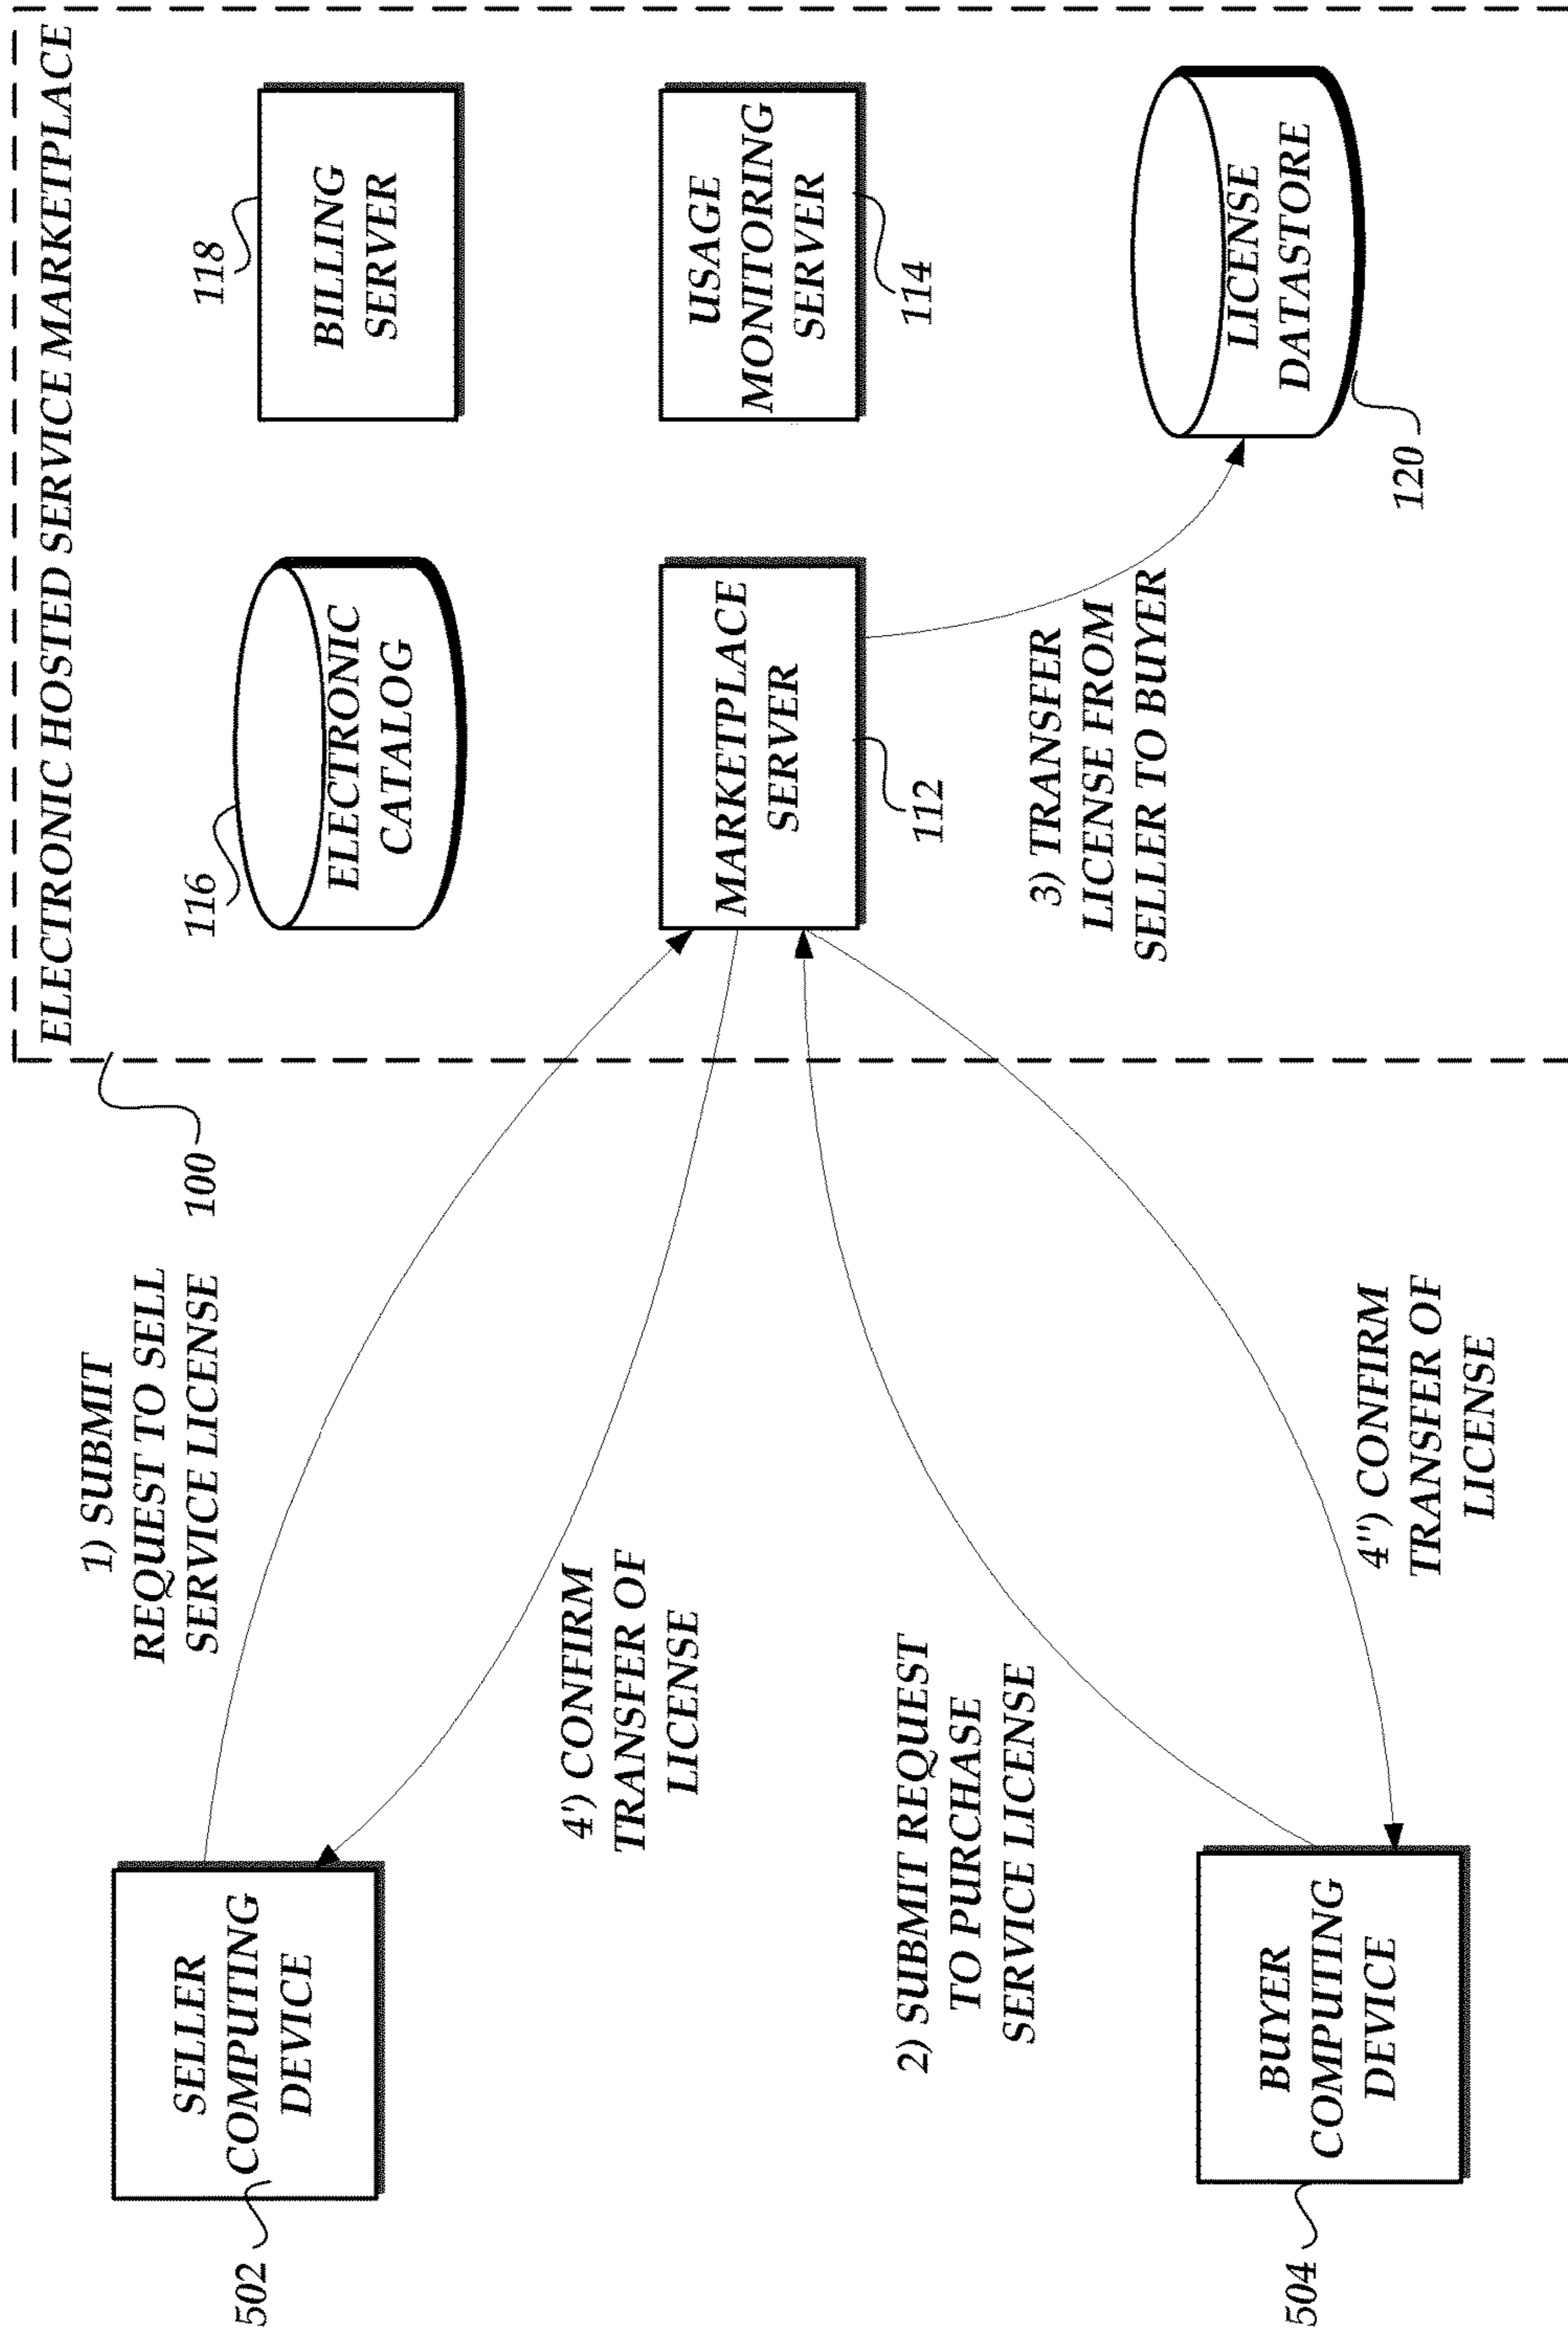 ELECTRONIC HOSTED SERVICE MARKETPLACE
100
1) SUBMIT
REQUEST TO SELL
SERVICE LICENSE
502
SELLER
COMPUTING
DEVICE
116
ELECTRONIC
CATALOG
118
BILLING
SERVER
4') CONFIRM
TRANSFER OF
LICENSE
MARKETPLACE
SERVER
112
USAGE
MONITORING
SERVER
114
2) SUBMIT REQUEST
TO PURCHASE
SERVICE LICENSE
3) TRANSFER
LICENSE FROM
SELLER TO BUYER
504
BUYER
COMPUTING
DEVICE
4'') CONFIRM
TRANSFER OF
LICENSE
LICENSE
DATASTORE
120